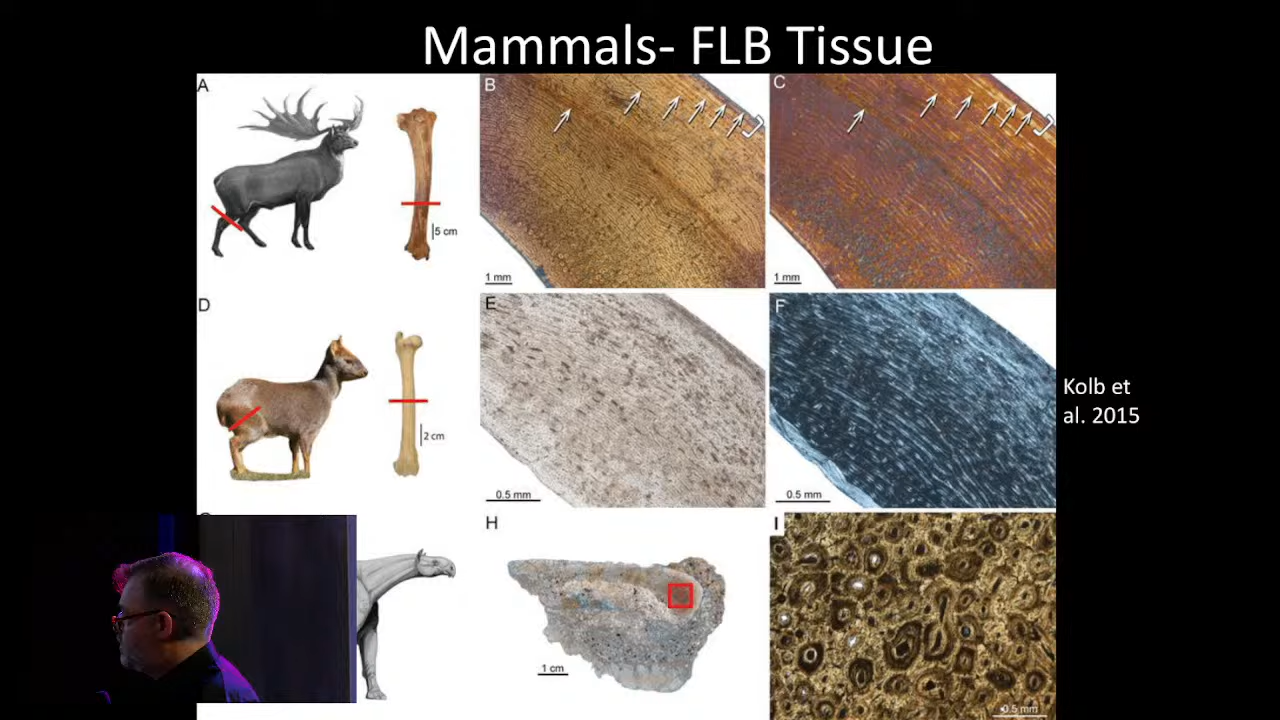 Mammals- FLB Tissue
A
B
C
5 cm
1 mm
1 mm
D
E
F
2 cm
0.5 mm
0.5 mm
Kolb et
al. 2015
H
I
1 cm
0.5 mm